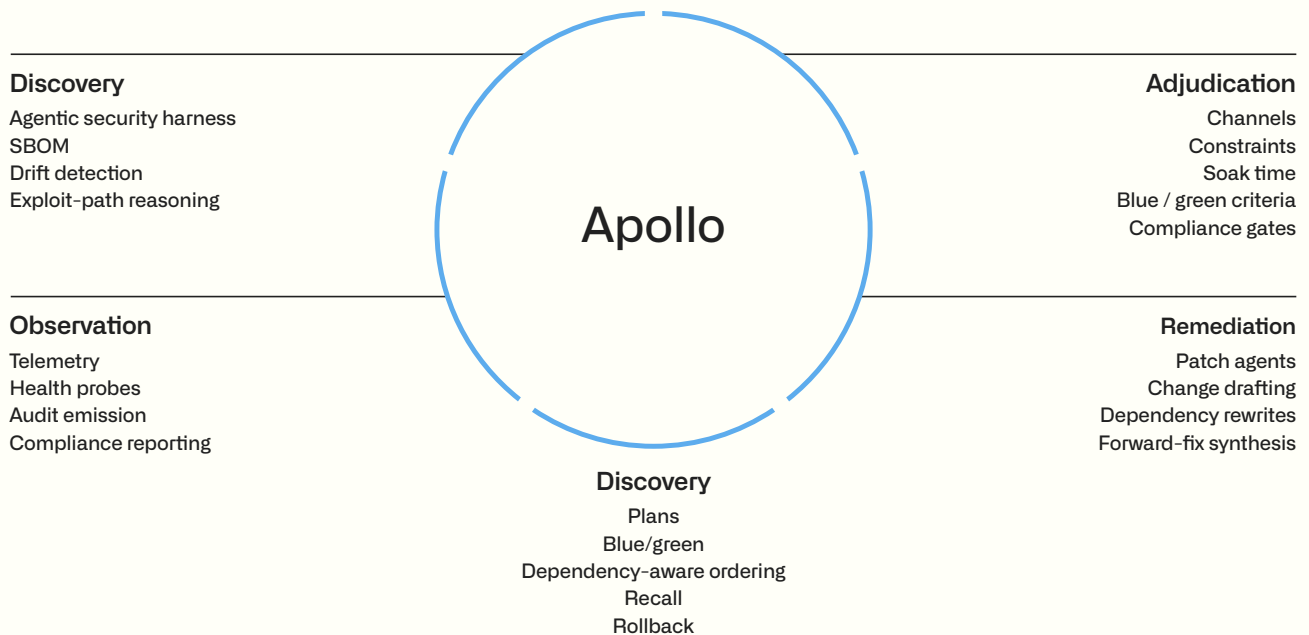 Discovery
Agentic security harness
SBOM
Drift detection
Exploit-path reasoning
Adjudication
Channels
Constraints
Soak time
Blue / green criteria
Compliance gates
Apollo
Observation
Telemetry
Health probes
Audit emission
Compliance reporting
Remediation
Patch agents
Change drafting
Dependency rewrites
Forward-fix synthesis
Discovery
Plans
Blue/green
Dependency-aware ordering
Recall
Rollback